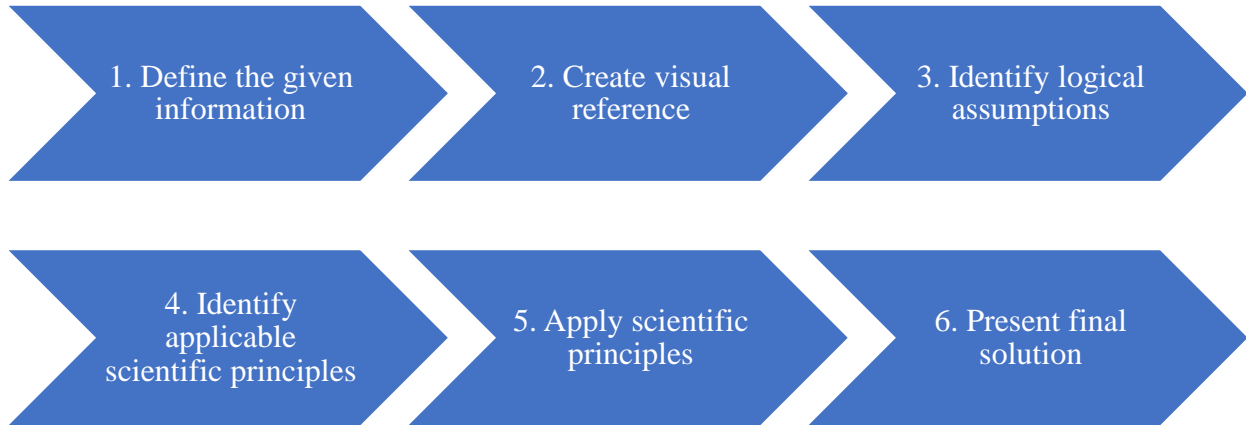 1. Define the given
information
2. Create visual
reference
3. Identify logical
assumptions
4. Identify
applicable
scientific principles
5. Apply scientific
principles
6. Present final
solution